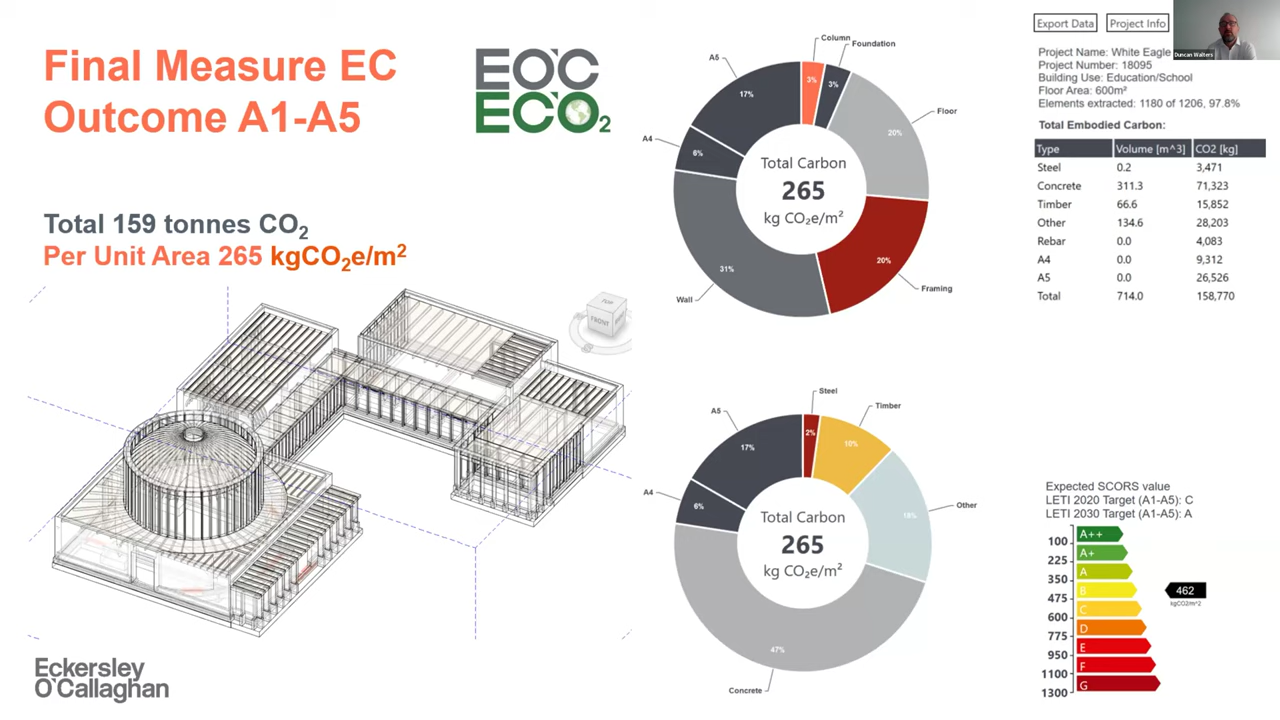 Final Measure EC
Outcome A1-A5
EOC
ECO2
Total 159 tonnes CO2
Per Unit Area 265 kgCO2e/m2
TOP
FRONT
Eckersley
O'Callaghan
Column
Foundation
A5
3%
3%
17%
Floor
20%
A4
6%
Total Carbon
265
kg CO₂e/m²
20%
31%
Framing
Wall
Steel
Timber
A5
2%
10%
17%
A4
6%
Other
18%
Total Carbon
265
kg CO₂e/m²
47%
Concrete
Export Data
Project Info
Duncan Walters
Project Name: White Eagle
Project Number: 18095
Building Use: Education/School
Floor Area: 600m²
Elements extracted: 1180 of 1206, 97.8%
Total Embodied Carbon:
Type Volume [m^3] CO2 [kg]
Steel 0.2 3,471
Concrete 311.3 71,323
Timber 66.6 15,852
Other 134.6 28,203
Rebar 0.0 4,083
A4 0.0 9,312
A5 0.0 26,526
Total 714.0 158,770
Expected SCORS value
LETI 2020 Target (A1-A5): C
LETI 2030 Target (A1-A5): A
A++
100
A+
225
A
350
B
462
kgCO2/m^2
475
C
600
D
775
E
950
F
1100
G
1300